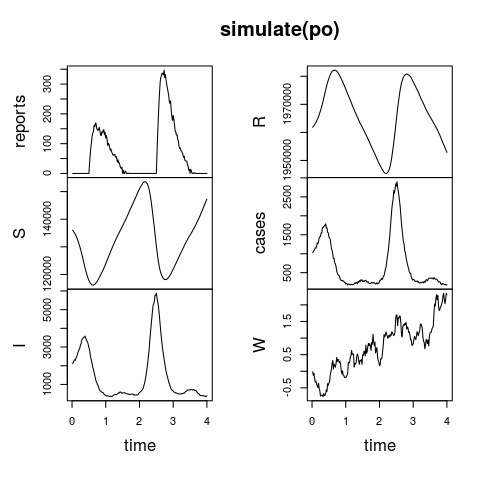 simulate(po)
reports
0 100 200 300
S
120000 140000
I
1000 3000 5000
0 1 2 3 4
time
R
1950000 1970000
cases
500 1500 2500
W
-0.5 0.5 1.5
0 1 2 3 4
time